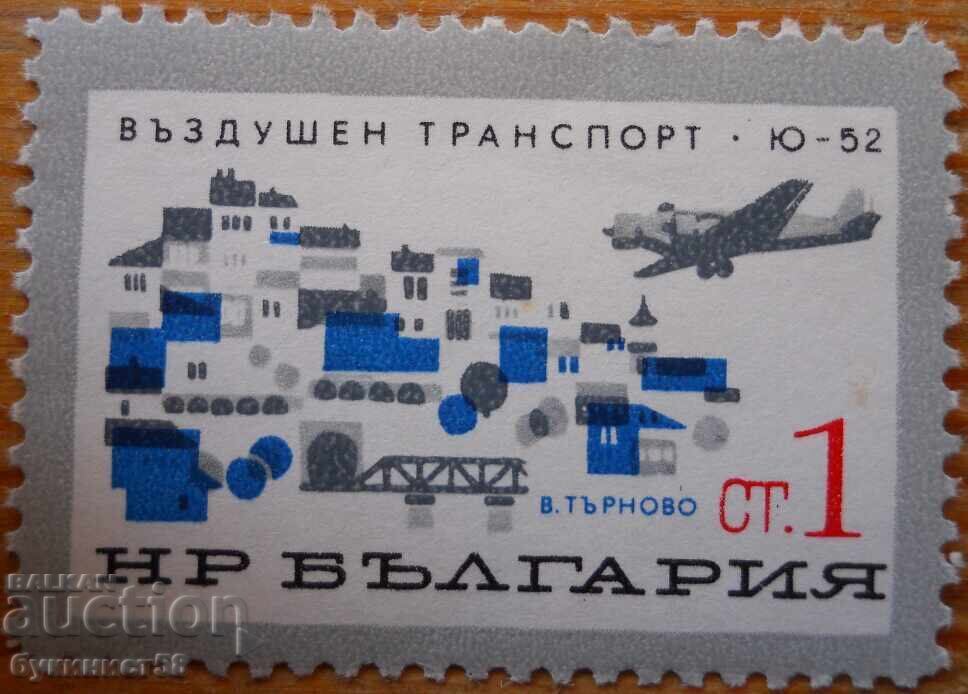 ВЪЗДУШЕН ТРАНСПОРТ · Ю-52
СТ. 1
В. ТЪРНОВО
НР БЪЛГАРИЯ
BALKAN
auction
букинист58